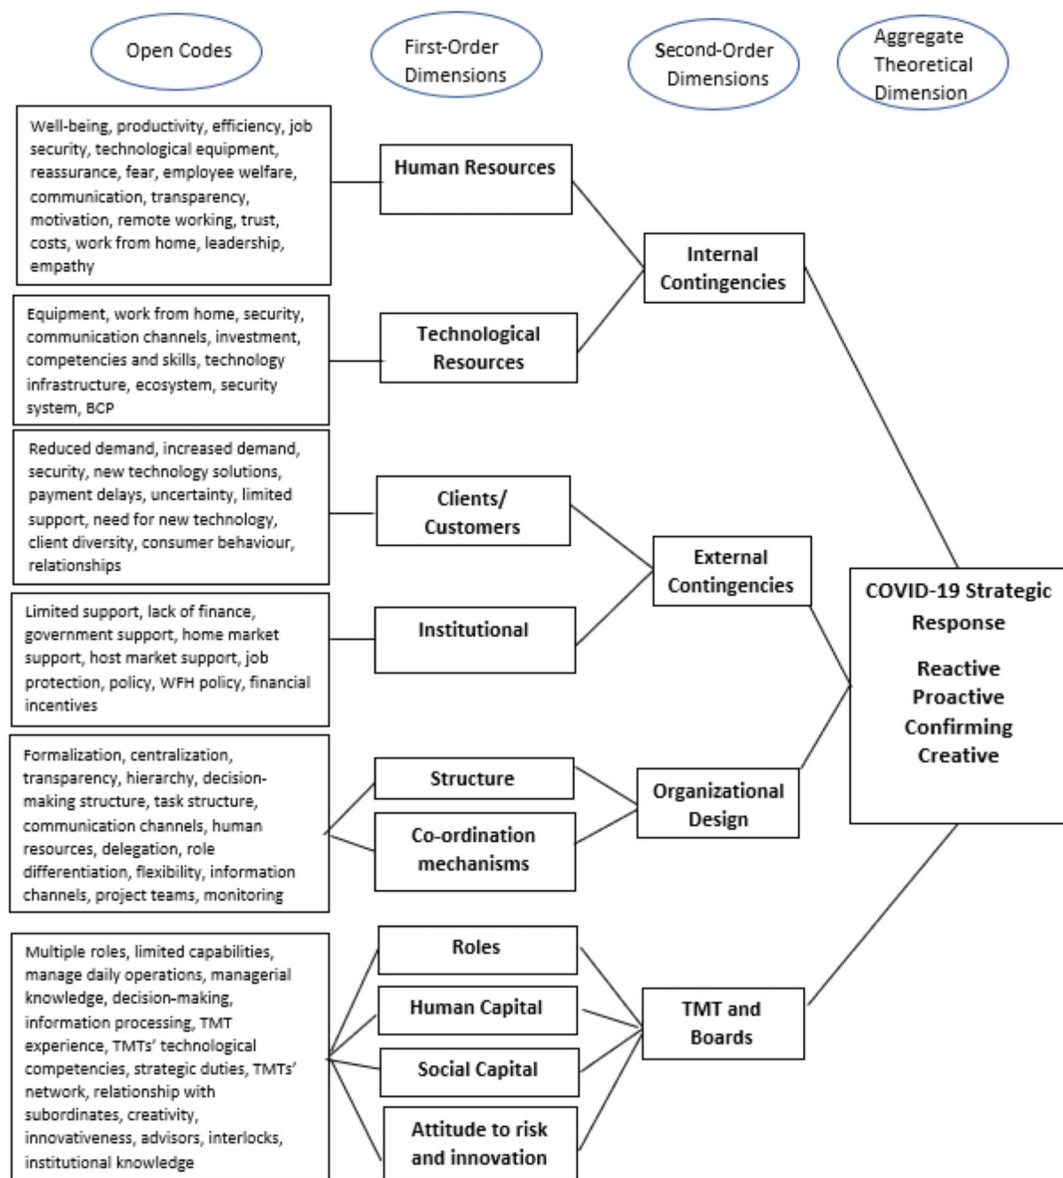 Open Codes
First-Order
Dimensions
Second-Order
Dimensions
Aggregate
Theoretical
Dimension
Well-being, productivity, efficiency, job
security, technological equipment,
reassurance, fear, employee welfare,
communication, transparency,
motivation, remote working, trust,
costs, work from home, leadership,
empathy
Human Resources
Internal
Contingencies
Equipment, work from home, security,
communication channels, investment,
competencies and skills, technology
infrastructure, ecosystem, security
system, BCP
Technological
Resources
Reduced demand, increased demand,
security, new technology solutions,
payment delays, uncertainty, limited
support, need for new technology,
client diversity, consumer behaviour,
relationships
Clients/
Customers
External
Contingencies
Limited support, lack of finance,
government support, home market
support, host market support, job
protection, policy, WFH policy, financial
incentives
Institutional
COVID-19 Strategic
Response
Reactive
Proactive
Confirming
Creative
Formalization, centralization,
transparency, hierarchy, decision-
making structure, task structure,
communication channels, human
resources, delegation, role
differentiation, flexibility, information
channels, project teams, monitoring
Structure
Co-ordination
mechanisms
Organizational
Design
Multiple roles, limited capabilities,
manage daily operations, managerial
knowledge, decision-making,
information processing, TMT
experience, TMTs' technological
competencies, strategic duties, TMTs'
network, relationship with
subordinates, creativity,
innovativeness, advisors, interlocks,
institutional knowledge
Roles
Human Capital
Social Capital
Attitude to risk
and innovation
TMT and
Boards